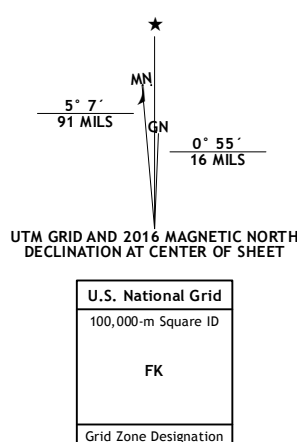 ★
MN
5° 7´
91 MILS
GN
0° 55´
16 MILS
UTM GRID AND 2016 MAGNETIC NORTH
DECLINATION AT CENTER OF SHEET
U.S. National Grid
100,000-m Square ID
FK
Grid Zone Designation